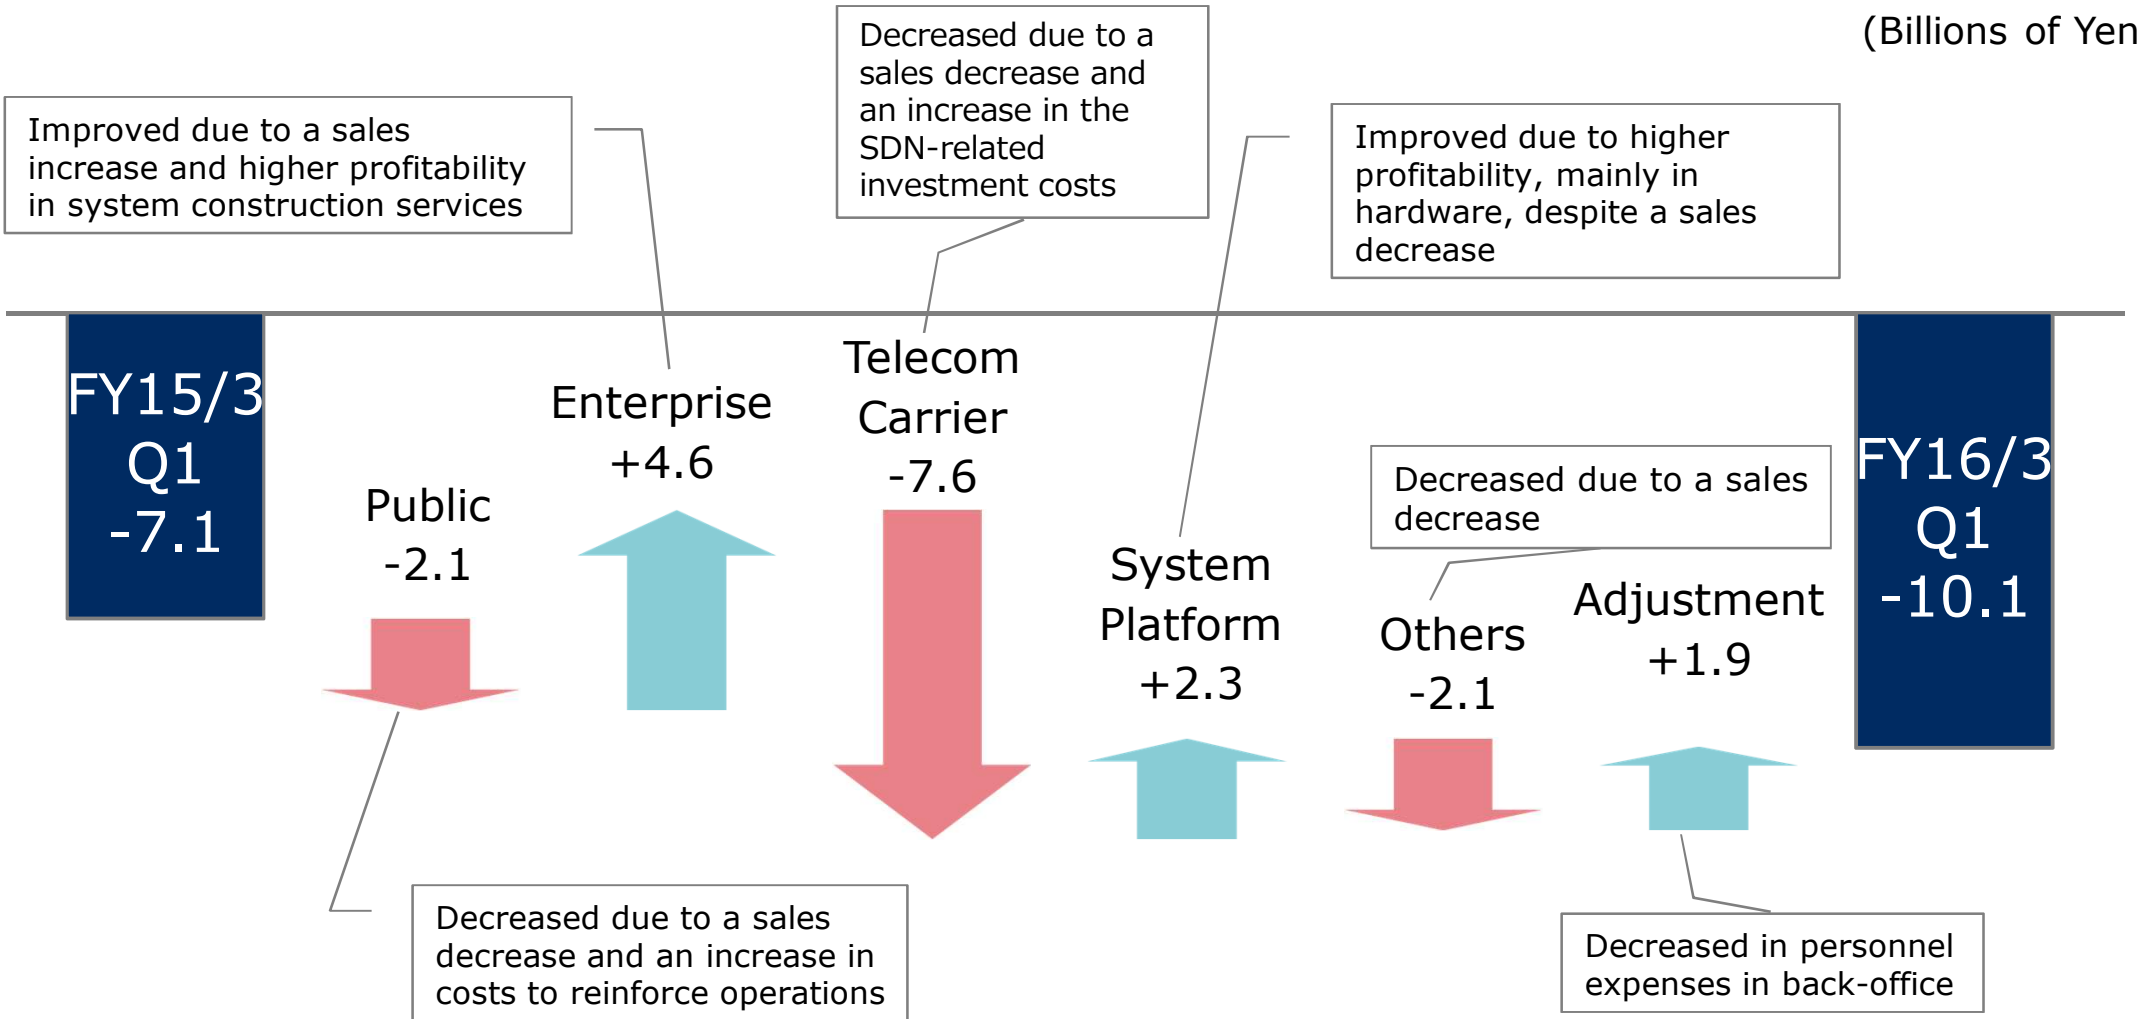 (Billions of Yen
Decreased due to a
sales decrease and
an increase in the
SDN-related
investment costs
Improved due to a sales
increase and higher profitability
in system construction services
Improved due to higher
profitability, mainly in
hardware, despite a sales
decrease
FY15/3
Q1
-7.1
Public
-2.1
Enterprise
+4.6
Telecom
Carrier
-7.6
System
Platform
+2.3
Decreased due to a sales
decrease
Others
-2.1
Adjustment
+1.9
FY16/3
Q1
-10.1
Decreased due to a sales
decrease and an increase in
costs to reinforce operations
Decreased in personnel
expenses in back-office